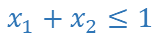 x₁ + x₂ ≤ 1